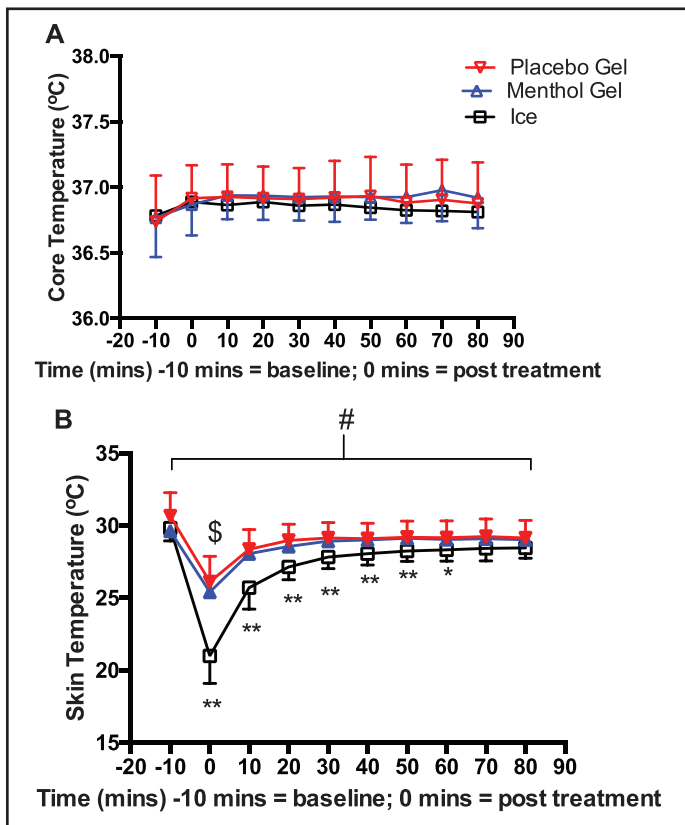 A
Core Temperature (ºC)
38.0
37.5
37.0
36.5
36.0
-20 -10 0 10 20 30 40 50 60 70 80 90
Time (mins) -10 mins = baseline; 0 mins = post treatment
Placebo Gel
Menthol Gel
Ice
B
#
Skin Temperature (ºC)
35
30
25
20
15
$
** ** ** ** ** ** *
-20 -10 0 10 20 30 40 50 60 70 80 90
Time (mins) -10 mins = baseline; 0 mins = post treatment